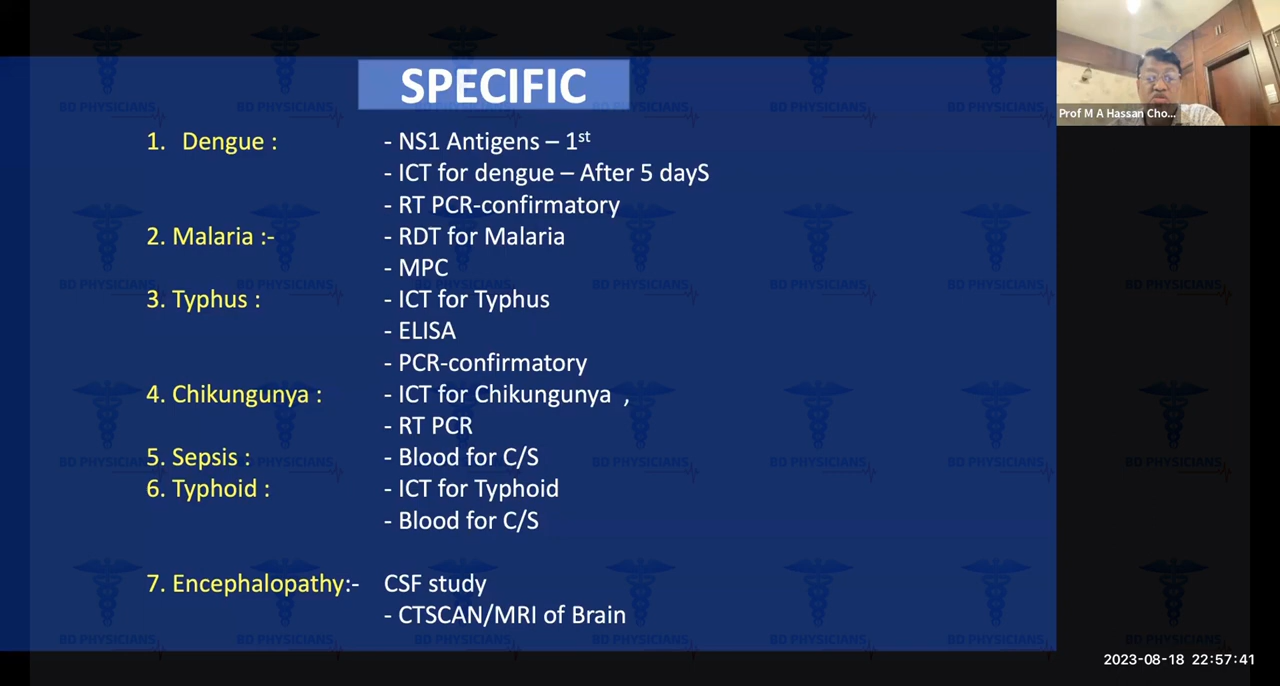 SPECIFIC
1. Dengue : - NS1 Antigens – 1st
- ICT for dengue – After 5 dayS
- RT PCR-confirmatory
2. Malaria :- - RDT for Malaria
- MPC
3. Typhus : - ICT for Typhus
- ELISA
- PCR-confirmatory
4. Chikungunya : - ICT for Chikungunya ,
- RT PCR
5. Sepsis : - Blood for C/S
6. Typhoid : - ICT for Typhoid
- Blood for C/S
7. Encephalopathy:- CSF study
- CTSCAN/MRI of Brain
Prof M A Hassan Cho...
BD PHYSICIANS
2023-08-18 22:57:41